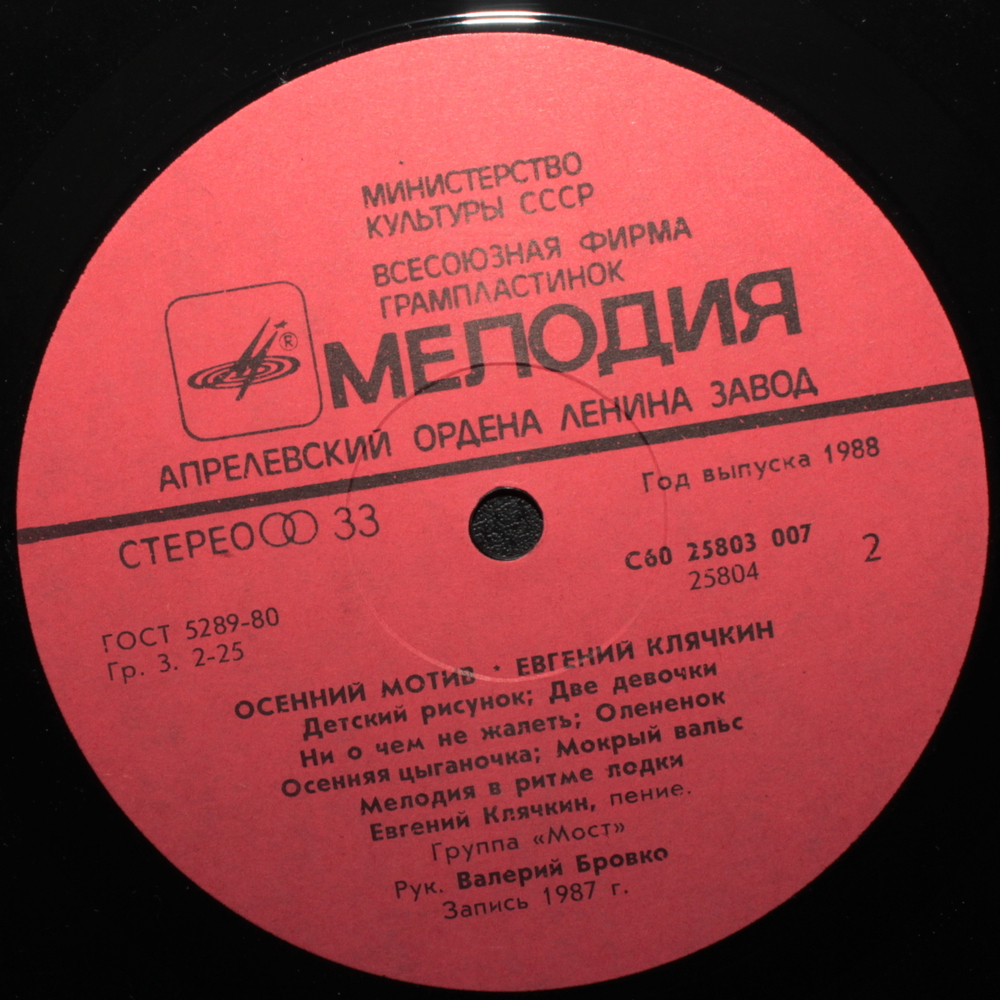 МИНИСТЕРСТВО
КУЛЬТУРЫ СССР
ВСЕСОЮЗНАЯ ФИРМА
ГРАМПЛАСТИНОК
®
МЕЛОДИЯ
АПРЕЛЕВСКИЙ ОРДЕНА ЛЕНИНА ЗАВОД
СТЕРЕО 33
Год выпуска 1988
С60 25803 007
25804
2
ГОСТ 5289-80
Гр. 3. 2-25
ОСЕННИЙ МОТИВ · ЕВГЕНИЙ КЛЯЧКИН
Детский рисунок; Две девочки
Ни о чем не жалеть; Олененок
Осенняя цыганочка; Мокрый вальс
Мелодия в ритме лодки
Евгений Клячкин, пение.
Группа «Мост»
Рук. Валерий Бровко
Запись 1987 г.